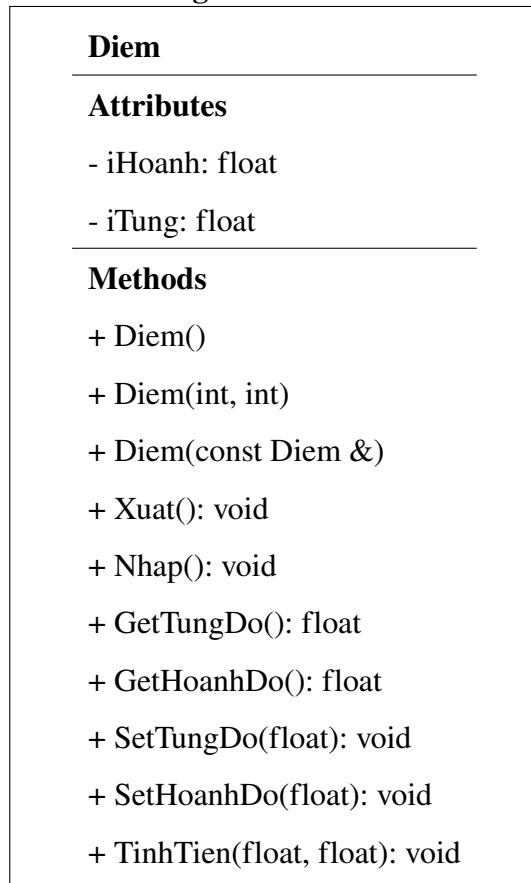 Diem
Attributes
- iHoanh: float
- iTung: float
Methods
+ Diem()
+ Diem(int, int)
+ Diem(const Diem &)
+ Xuat(): void
+ Nhap(): void
+ GetTungDo(): float
+ GetHoanhDo(): float
+ SetTungDo(float): void
+ SetHoanhDo(float): void
+ TinhTien(float, float): void